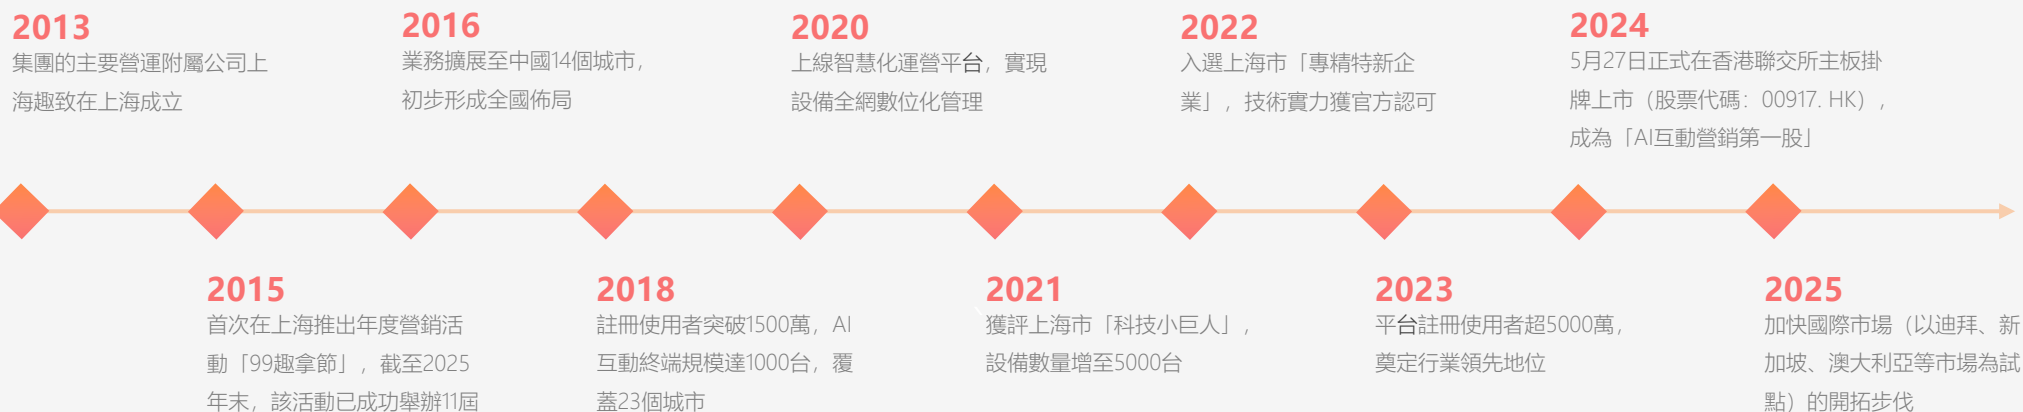 2013
集團的主要營運附屬公司上
海趣致在上海成立
2016
業務擴展至中國14個城市，
初步形成全國佈局
2020
上線智慧化運營平台，實現
設備全網數位化管理
2022
入選上海市「專精特新企
業」，技術實力獲官方認可
2024
5月27日正式在香港聯交所主板掛
牌上市（股票代碼：00917. HK），
成為「AI互動營銷第一股」
2015
首次在上海推出年度營銷活
動「99趣拿節」，截至2025
年末，該活動已成功舉辦11屆
2018
註冊使用者突破1500萬，AI
互動終端規模達1000台，覆
蓋23個城市
2021
獲評上海市「科技小巨人」，
設備數量增至5000台
2023
平台註冊使用者超5000萬，
奠定行業領先地位
2025
加快國際市場（以迪拜、新
加坡、澳大利亞等市場為試
點）的開拓步伐